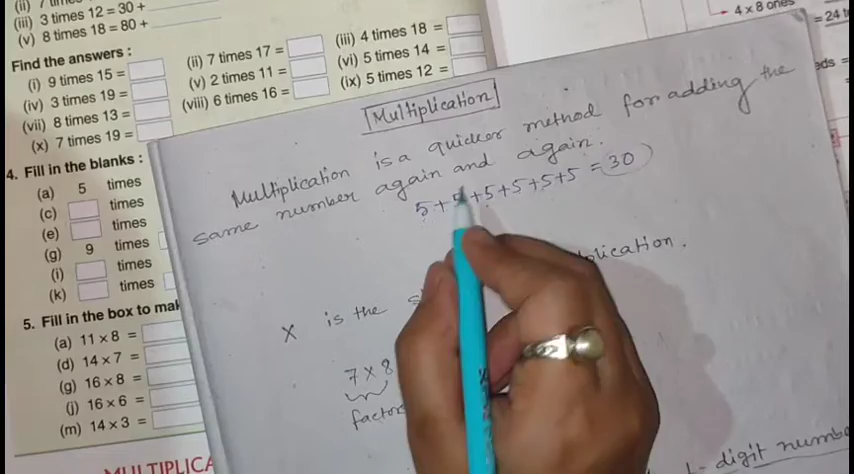 (iii) 3 times 12 = 30 +
(v) 8 times 18 = 80 +
Find the answers :
(i) 9 times 15 =
(ii) 7 times 17 =
(iii) 4 times 18 =
(iv) 3 times 19 =
(v) 2 times 11 =
(vi) 5 times 14 =
(vii) 8 times 13 =
(viii) 6 times 16 =
(ix) 5 times 12 =
(x) 7 times 19 =
4. Fill in the blanks :
(a) 5 times
(c) times
(e) times
(g) 9 times
(i) times
(k) times
5. Fill in the box to
(a) 11 × 8 =
(d) 14 × 7 =
(g) 16 × 8 =
(j) 16 × 6 =
(m) 14 × 3 =
4 x 8 ones
= 24
Multiplication
Multiplication is a quicker method for adding the
same number again and again.
5+5+5+5+5+5 = 30
X is the
7 X 8
digit